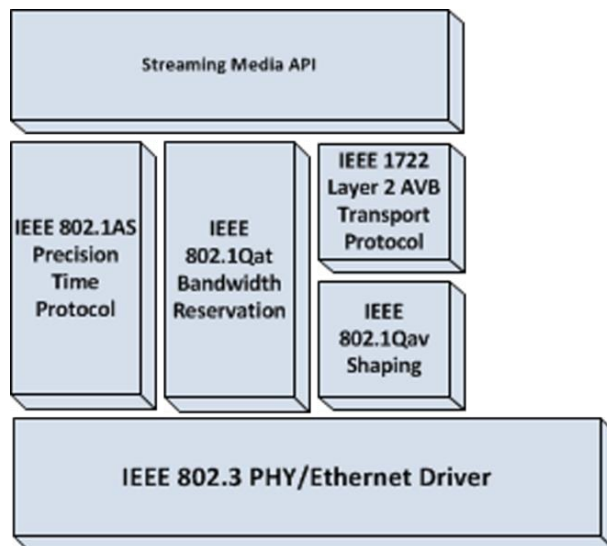 Streaming Media API
IEEE 802.1AS
Precision
Time
Protocol
IEEE
802.1Qat
Bandwidth
Reservation
IEEE 1722
Layer 2 AVB
Transport
Protocol
IEEE
802.1Qav
Shaping
IEEE 802.3 PHY/Ethernet Driver